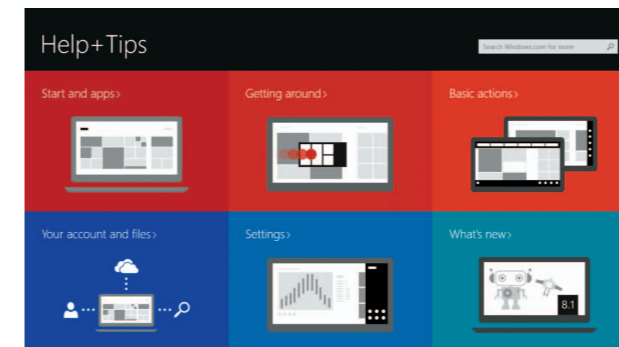 Help+Tips
Search Windows.com for more
Start and apps›
Getting around›
Basic actions›
Your account and files›
Settings›
What's new›
8.1